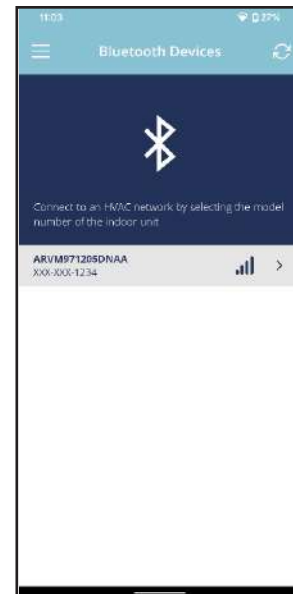 11:03
27%
Bluetooth Devices
Connect to an HVAC network by selecting the model
number of the indoor unit
ARVM971205DNAA
XXX-XXX-1234